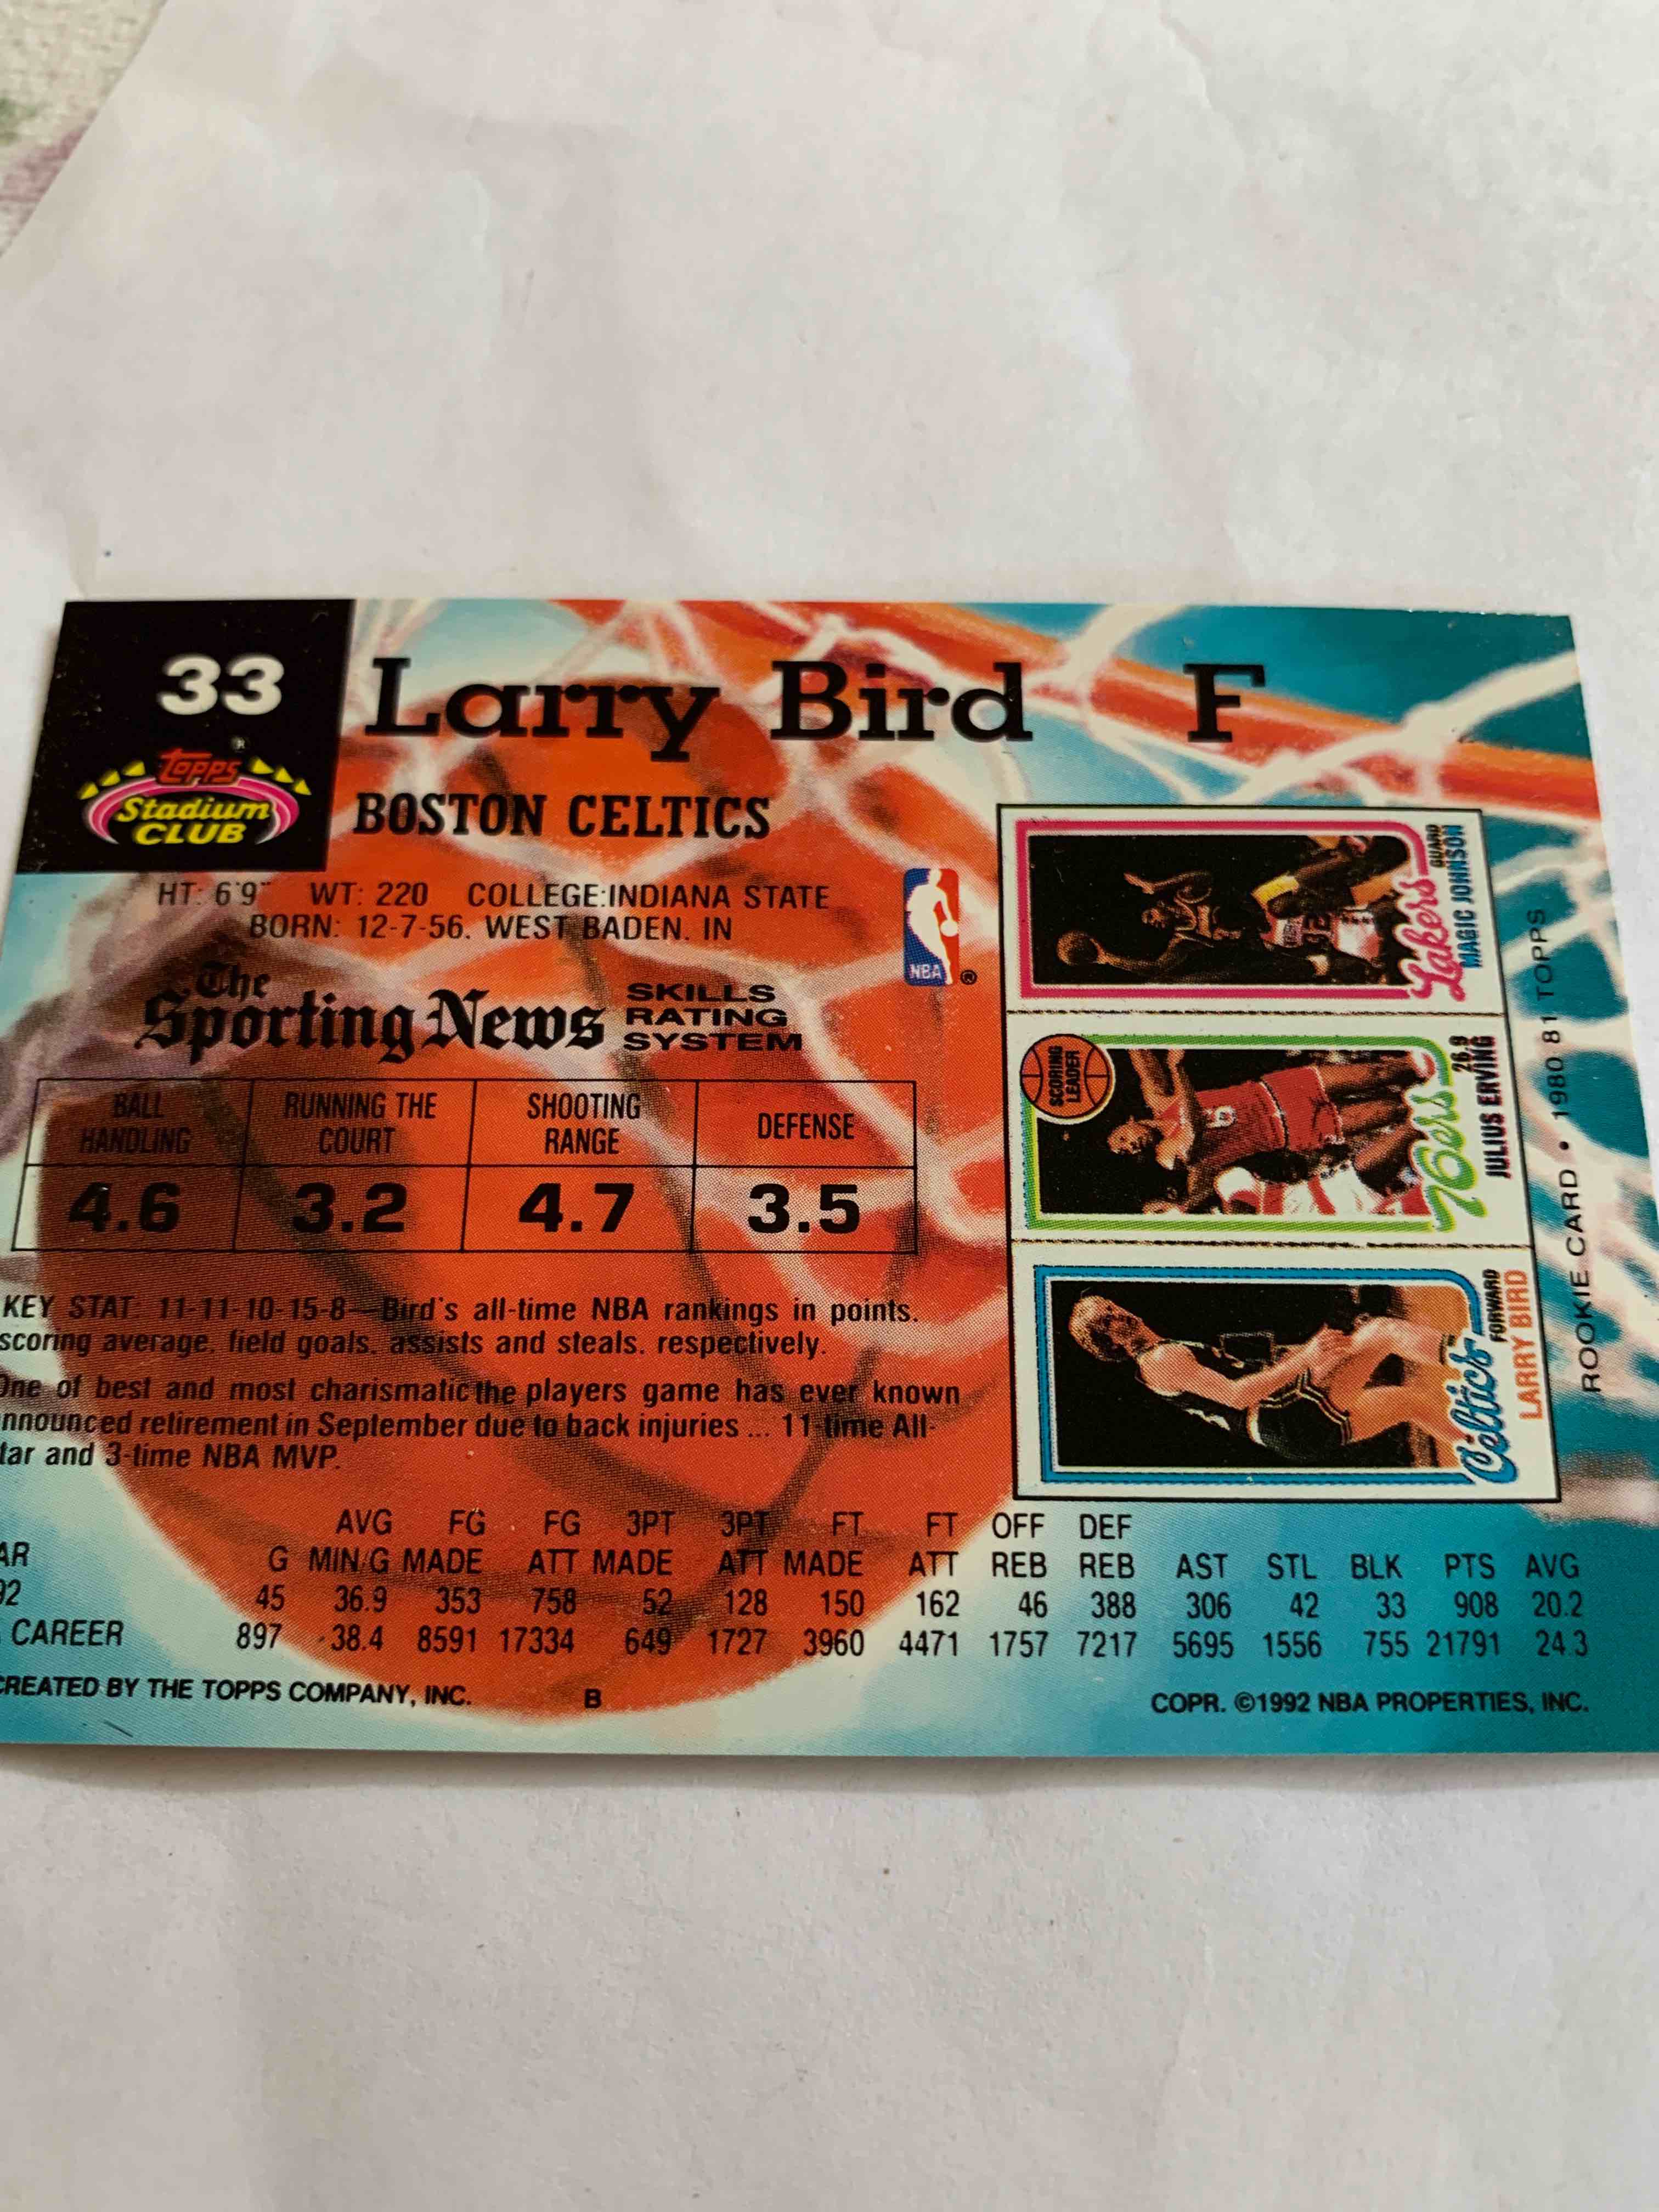 33
Larry Bird F
TOPPS ®
Stadium
CLUB
BOSTON CELTICS
HT: 6'9" WT: 220 COLLEGE:INDIANA STATE
BORN: 12-7-56, WEST BADEN, IN
NBA ®
The
Sporting News
SKILLS
RATING
SYSTEM
BALL
HANDLING
RUNNING THE
COURT
SHOOTING
RANGE
DEFENSE
4.6 3.2 4.7 3.5
Lakers
GUARD
MAGIC JOHNSON
SCORING
LEADER
76ers
26.9
JULIUS ERVING
Celtics
FORWARD
LARRY BIRD
ROOKIE CARD • 1980 81 TOPPS
KEY STAT: 11-11-10-15-8—Bird's all-time NBA rankings in points,
scoring average, field goals, assists and steals, respectively.
One of best and most charismatic the players game has ever known
nnounced retirement in September due to back injuries ... 11-time All-
tar and 3-time NBA MVP.
AVG FG FG 3PT 3PT FT FT OFF DEF
AR G MIN/G MADE ATT MADE ATT MADE ATT REB REB AST STL BLK PTS AVG
92 45 36.9 353 758 52 128 150 162 46 388 306 42 33 908 20.2
CAREER 897 38.4 8591 17334 649 1727 3960 4471 1757 7217 5695 1556 755 21791 24.3
CREATED BY THE TOPPS COMPANY, INC. B COPR. ©1992 NBA PROPERTIES, INC.